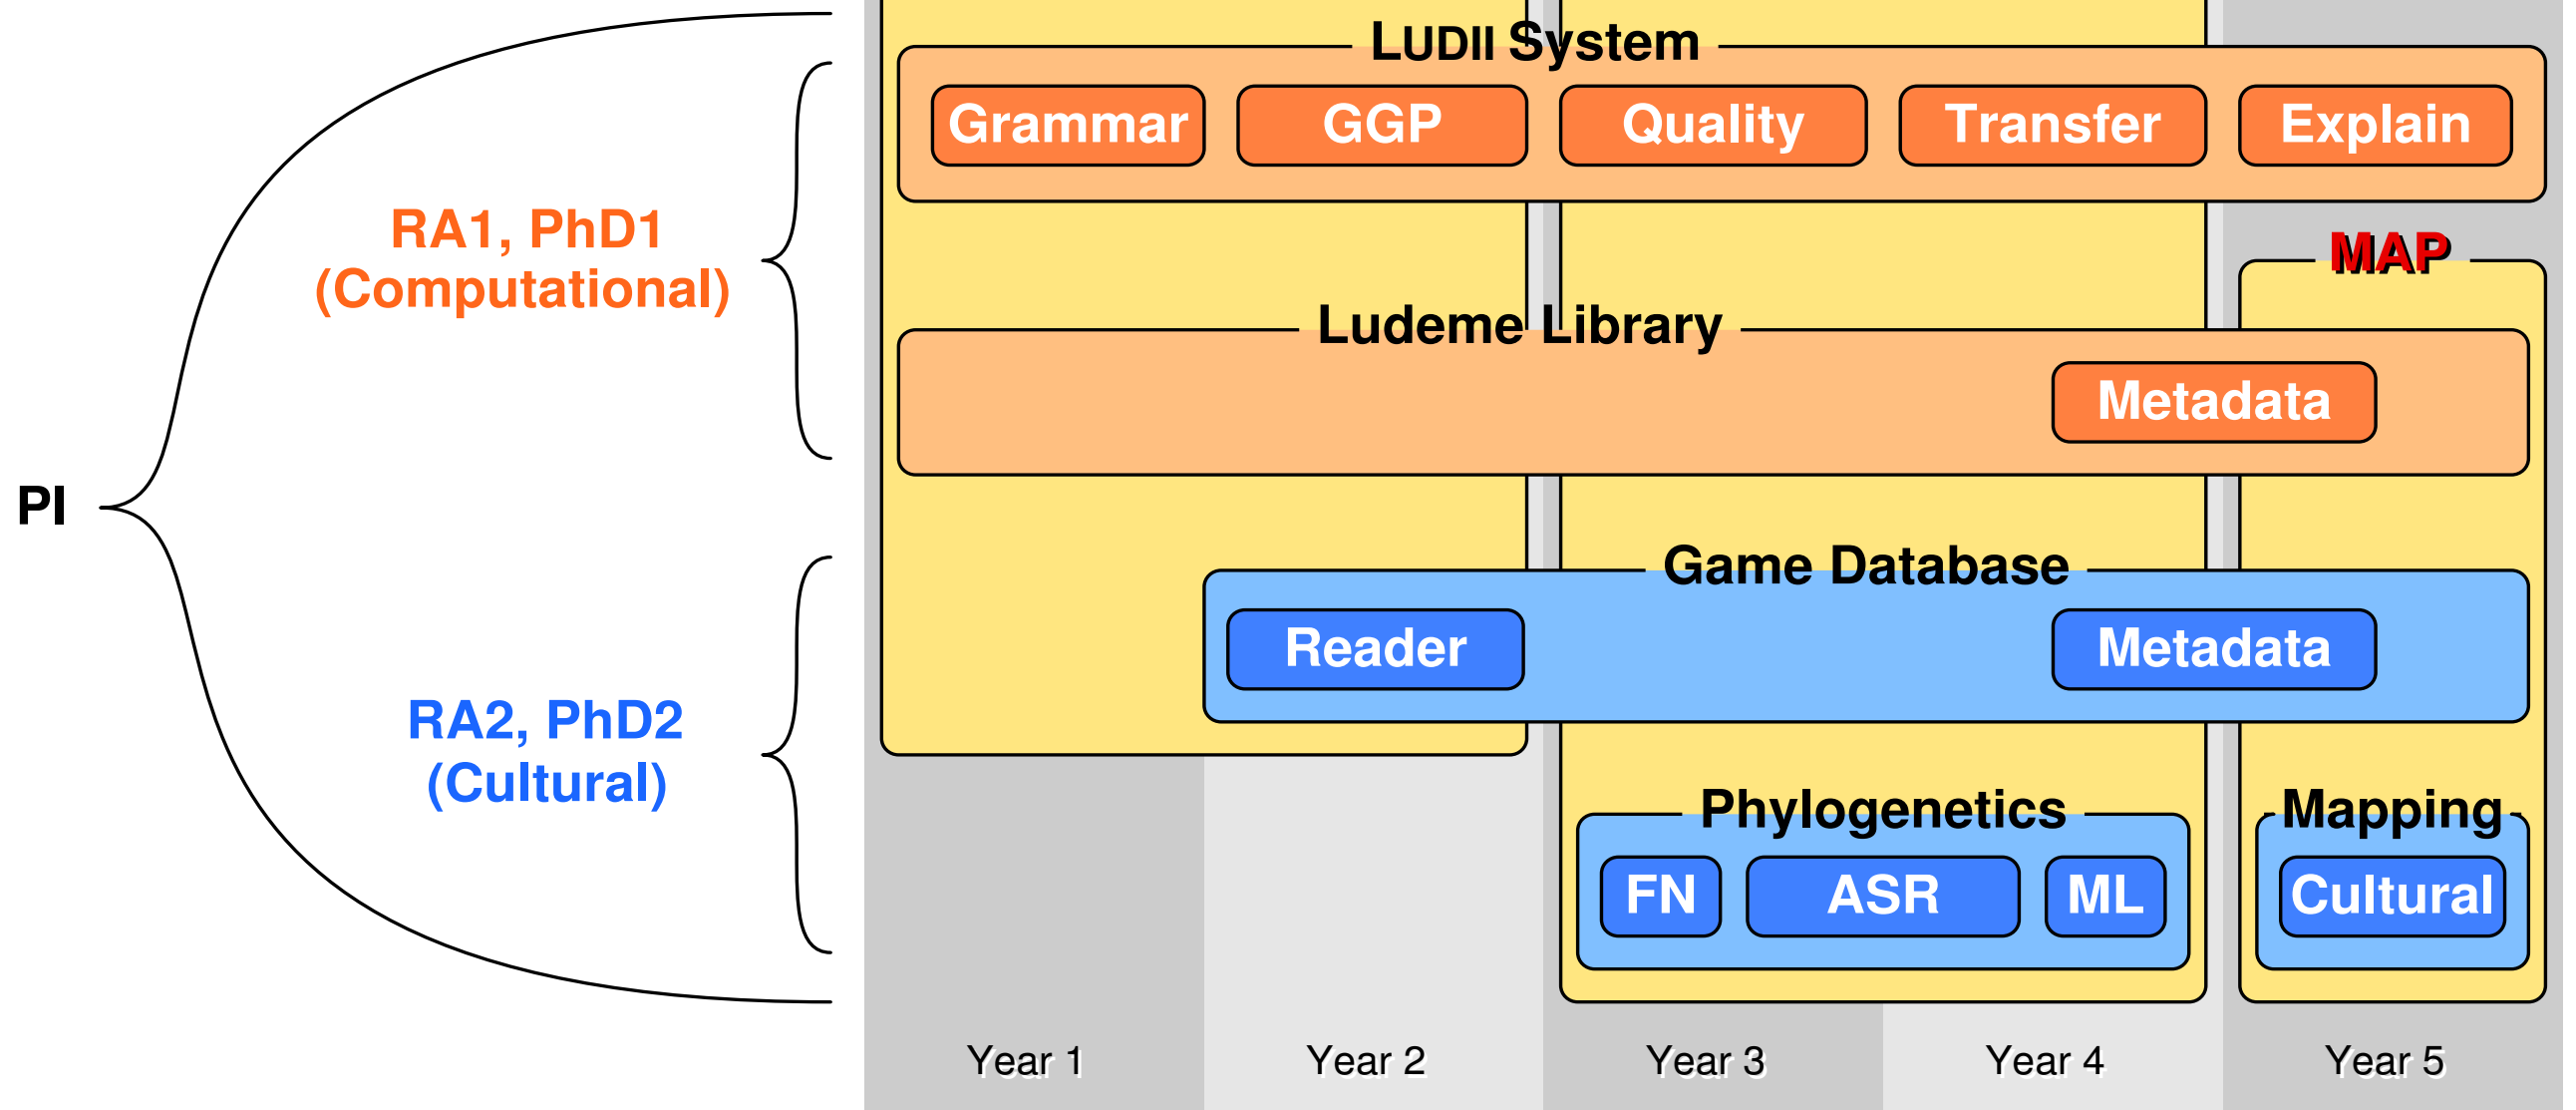 LUDII System
Grammar GGP Quality Transfer Explain
RA1, PhD1
(Computational)
MAP
Ludeme Library
Metadata
PI
Game Database
Reader Metadata
RA2, PhD2
(Cultural)
Phylogenetics Mapping
FN ASR ML Cultural
Year 1 Year 2 Year 3 Year 4 Year 5